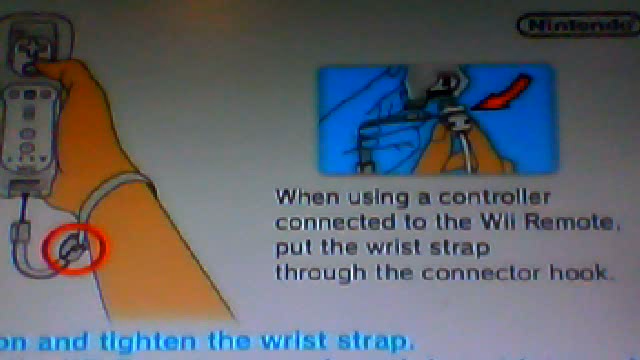 Nintendo
When using a controller
connected to the Wii Remote,
put the wrist strap
through the connector hook.
on and tighten the wrist strap.